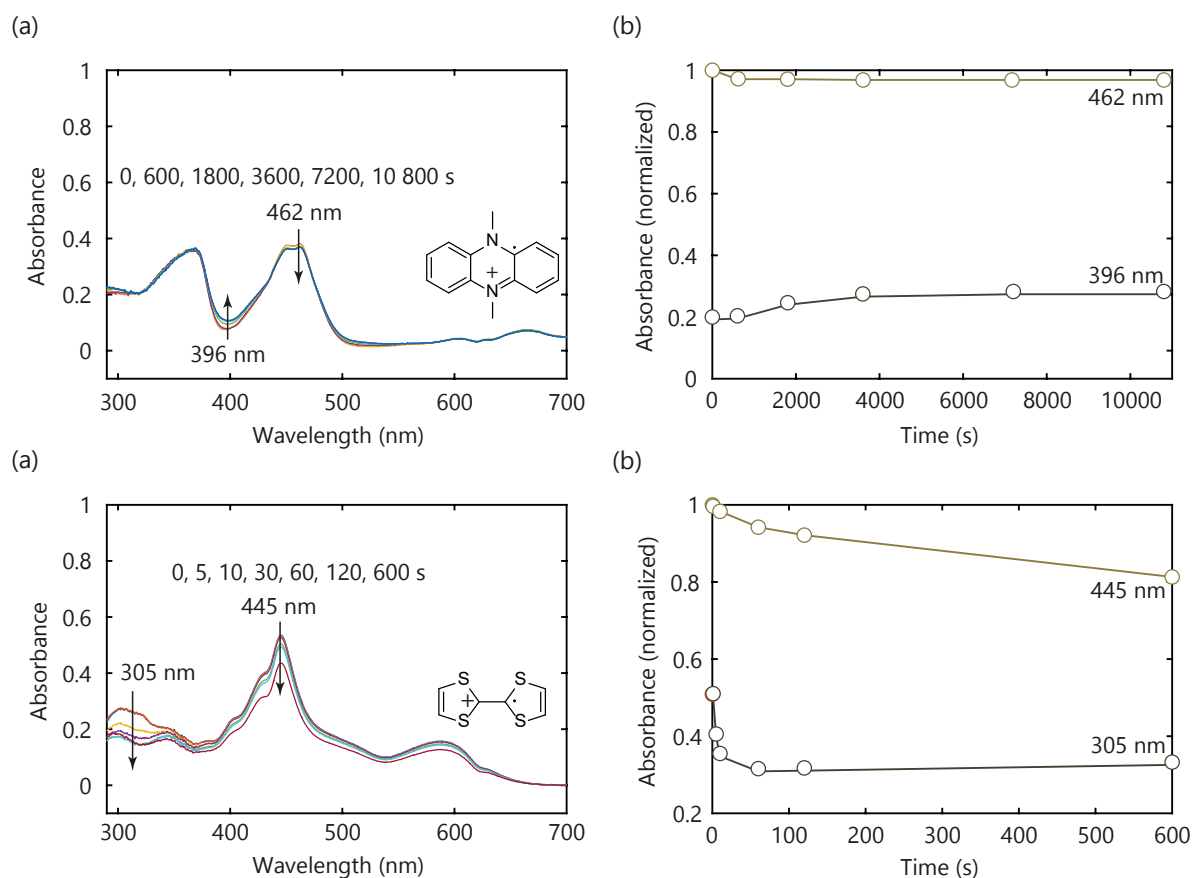 (a)
1
0.8
0.6
0.4
0.2
0
Absorbance
0, 600, 1800, 3600, 7200, 10 800 s
462 nm
396 nm
N
+
N
300 400 500 600 700
Wavelength (nm)
(b)
1
0.8
0.6
0.4
0.2
0
Absorbance (normalized)
462 nm
396 nm
0 2000 4000 6000 8000 10000
Time (s)
(a)
1
0.8
0.6
0.4
0.2
0
Absorbance
0, 5, 10, 30, 60, 120, 600 s
445 nm
305 nm
S S
+
S S
300 400 500 600 700
Wavelength (nm)
(b)
1
0.8
0.6
0.4
0.2
Absorbance (normalized)
445 nm
305 nm
0 100 200 300 400 500 600
Time (s)